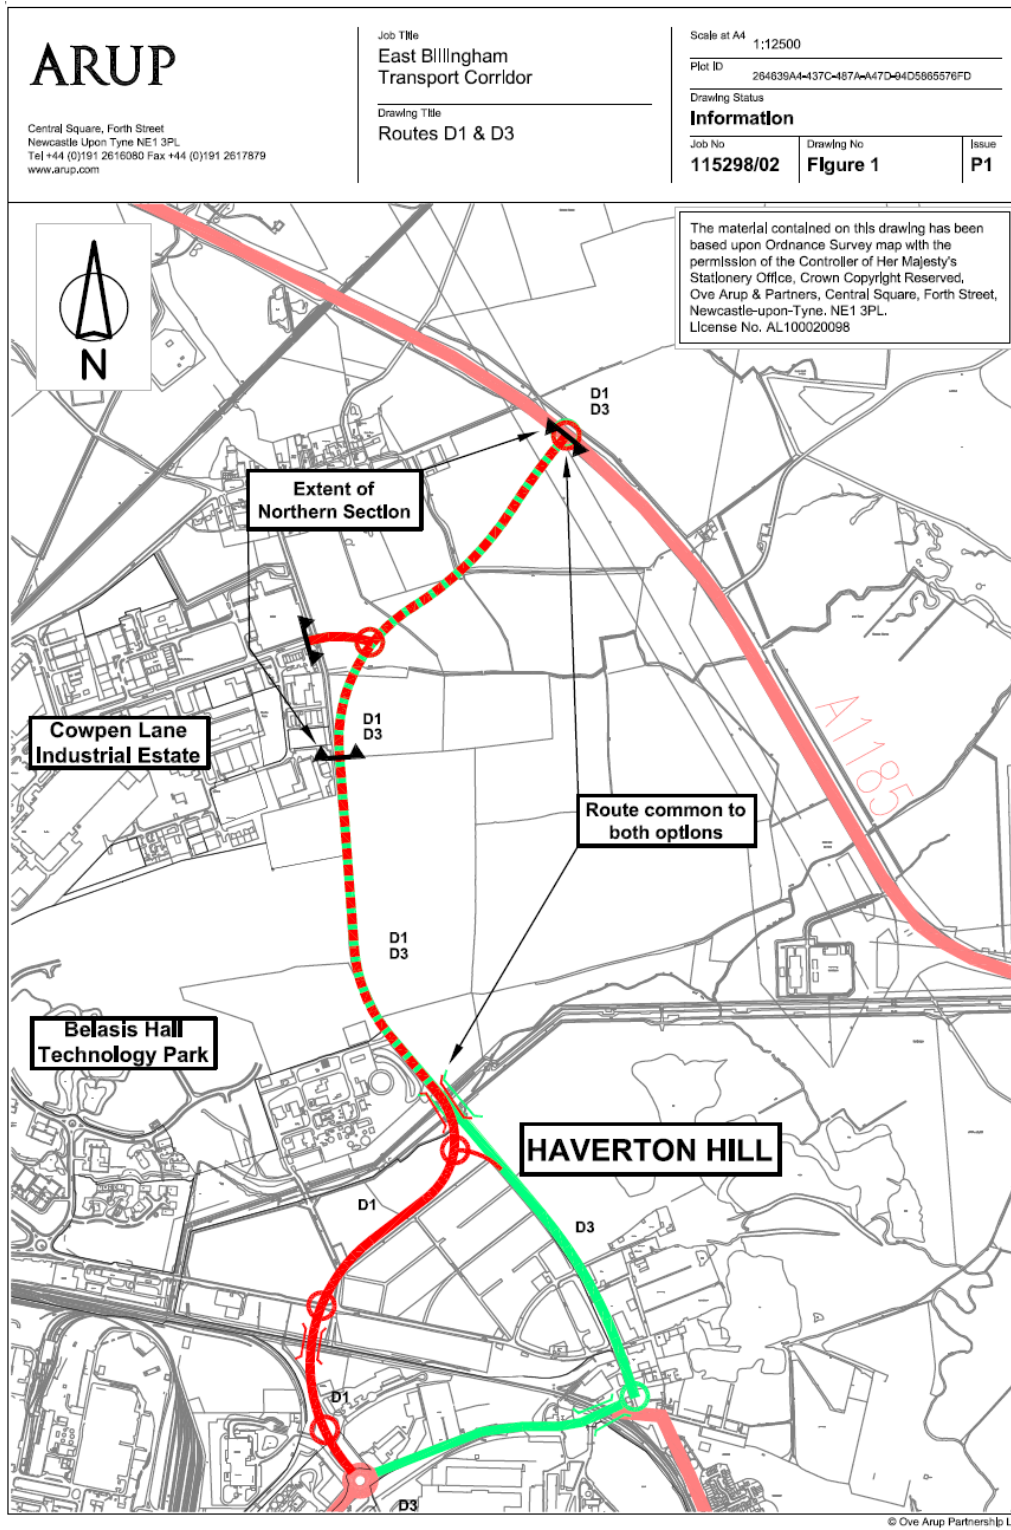 ARUP
Central Square, Forth Street
Newcastle Upon Tyne NE1 3PL
Tel +44 (0)191 2616080 Fax +44 (0)191 2617879
www.arup.com
Job Title
East Billingham
Transport Corridor
Drawing Title
Routes D1 & D3
Scale at A4 1:12500
Plot ID 264639A4-437C-487A-A47D-94D5865576FD
Drawing Status
Information
Job No
115298/02
Drawing No
Figure 1
Issue
P1
The material contained on this drawing has been
based upon Ordnance Survey map with the
permission of the Controller of Her Majesty's
Stationery Office, Crown Copyright Reserved,
Ove Arup & Partners, Central Square, Forth Street,
Newcastle-upon-Tyne. NE1 3PL.
License No. AL100020098
N
D1
D3
Extent of
Northern Section
D1
D3
Cowpen Lane
Industrial Estate
A1185
Route common to
both options
D1
D3
Belasis Hall
Technology Park
HAVERTON HILL
D1
D3
D1
D3
© Ove Arup Partnership L